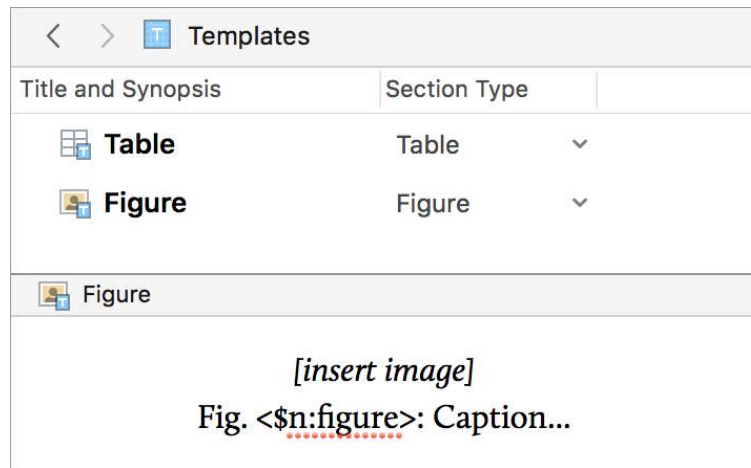 Templates
Title and Synopsis Section Type
Table Table
Figure Figure
Figure
[insert image]
Fig. <$n:figure>: Caption...